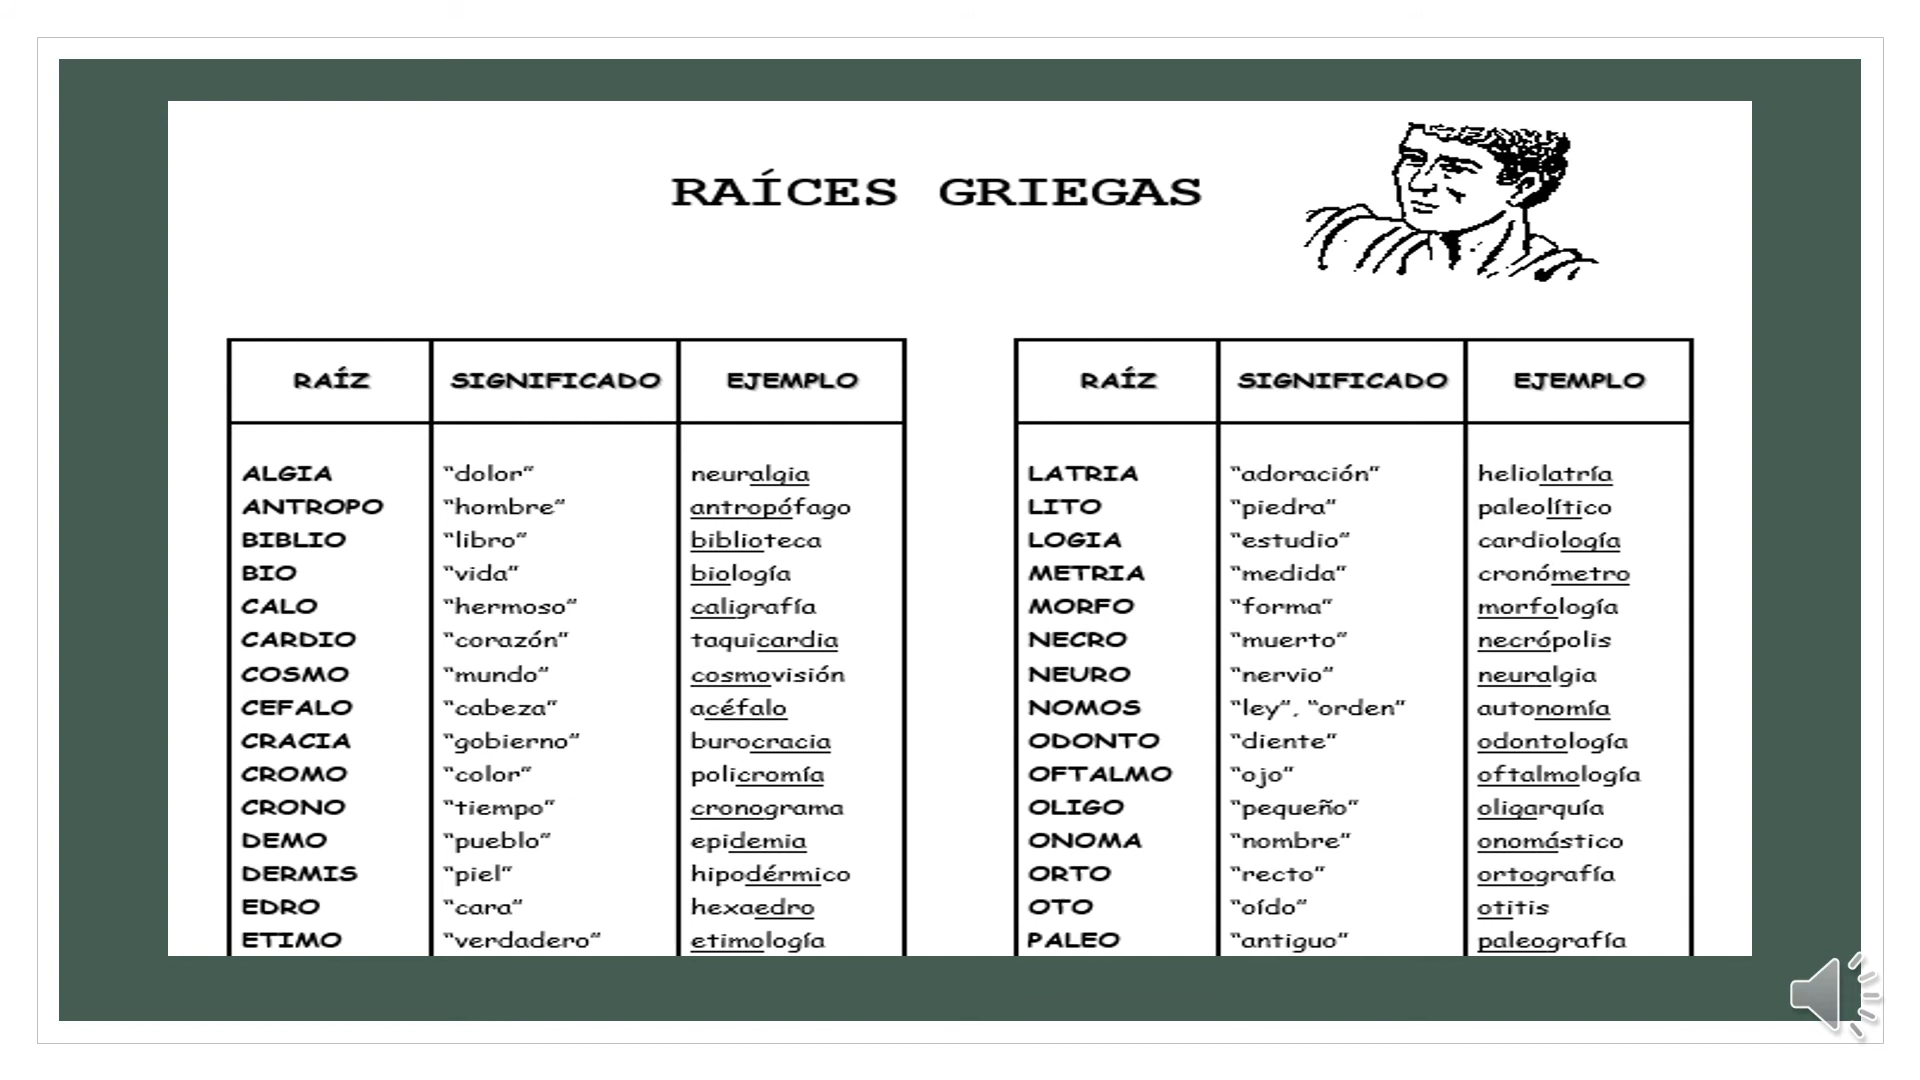 RAÍCES GRIEGAS
RAÍZ SIGNIFICADO EJEMPLO
ALGIA "dolor" neuralgia
ANTROPO "hombre" antropófago
BIBLIO "libro" biblioteca
BIO "vida" biología
CALO "hermoso" caligrafía
CARDIO "corazón" taquicardia
COSMO "mundo" cosmovisión
CEFALO "cabeza" acéfalo
CRACIA "gobierno" burocracia
CROMO "color" policromía
CRONO "tiempo" cronograma
DEMO "pueblo" epidemia
DERMIS "piel" hipodérmico
EDRO "cara" hexaedro
ETIMO "verdadero" etimología
RAÍZ SIGNIFICADO EJEMPLO
LATRIA "adoración" heliolatría
LITO "piedra" paleolítico
LOGIA "estudio" cardiología
METRIA "medida" cronómetro
MORFO "forma" morfología
NECRO "muerto" necrópolis
NEURO "nervio" neuralgia
NOMOS "ley", "orden" autonomía
ODONTO "diente" odontología
OFTALMO "ojo" oftalmología
OLIGO "pequeño" oligarquía
ONOMA "nombre" onomástico
ORTO "recto" ortografía
OTO "oído" otitis
PALEO "antiguo" paleografía